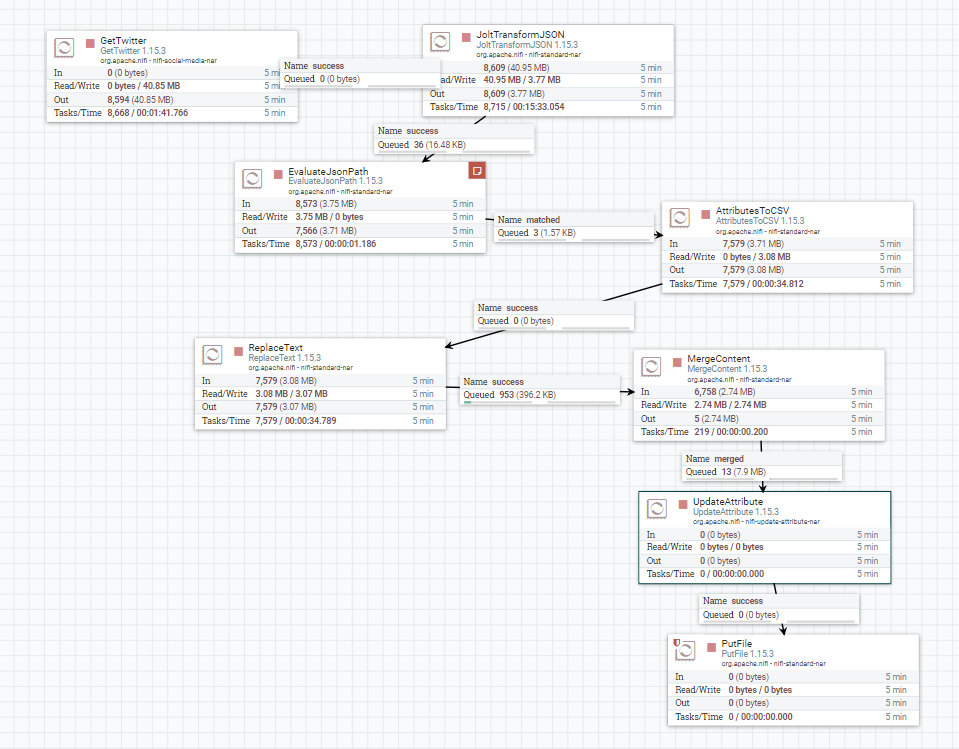 GetTwitter
GetTwitter 1.15.3
org.apache.nifi - nifi-social-media-nar
In 0 (0 bytes) 5 mi
Read/Write 0 bytes / 40.85 MB 5 mi
Out 8,594 (40.85 MB) 5 min
Tasks/Time 8,668 / 00:01:41.766 5 min
Name success
Queued 0 (0 bytes)
JoltTransformJSON
JoltTransformJSON 1.15.3
org.apache.nifi - nifi-standard-nar
8,609 (40.95 MB) 5 min
ad/Write 40.95 MB / 3.77 MB 5 min
Out 8,609 (3.77 MB) 5 min
Tasks/Time 8,715 / 00:15:33.054 5 min
Name success
Queued 36 (16.48 KB)
EvaluateJsonPath
EvaluateJsonPath 1.15.3
org.apache.nifi - nifi-standard-nar
In 8,573 (3.75 MB) 5 min
Read/Write 3.75 MB / 0 bytes 5 min
Out 7,566 (3.71 MB) 5 min
Tasks/Time 8,573 / 00:00:01.186 5 min
Name matched
Queued 3 (1.57 KB)
AttributesToCSV
AttributesToCSV 1.15.3
org.apache.nifi - nifi-standard-nar
In 7,579 (3.71 MB) 5 min
Read/Write 0 bytes / 3.08 MB 5 min
Out 7,579 (3.08 MB) 5 min
Tasks/Time 7,579 / 00:00:34.812 5 min
Name success
Queued 0 (0 bytes)
ReplaceText
ReplaceText 1.15.3
org.apache.nifi - nifi-standard-nar
In 7,579 (3.08 MB) 5 min
Read/Write 3.08 MB / 3.07 MB 5 min
Out 7,579 (3.07 MB) 5 min
Tasks/Time 7,579 / 00:00:34.789 5 min
Name success
Queued 953 (396.2 KB)
MergeContent
MergeContent 1.15.3
org.apache.nifi - nifi-standard-nar
In 6,758 (2.74 MB) 5 min
Read/Write 2.74 MB / 2.74 MB 5 min
Out 5 (2.74 MB) 5 min
Tasks/Time 219 / 00:00:00.200 5 min
Name merged
Queued 13 (7.9 MB)
UpdateAttribute
UpdateAttribute 1.15.3
org.apache.nifi - nifi-update-attribute-nar
In 0 (0 bytes) 5 min
Read/Write 0 bytes / 0 bytes 5 min
Out 0 (0 bytes) 5 min
Tasks/Time 0 / 00:00:00.000 5 min
Name success
Queued 0 (0 bytes)
PutFile
PutFile 1.15.3
org.apache.nifi - nifi-standard-nar
In 0 (0 bytes) 5 min
Read/Write 0 bytes / 0 bytes 5 min
Out 0 (0 bytes) 5 min
Tasks/Time 0 / 00:00:00.000 5 min